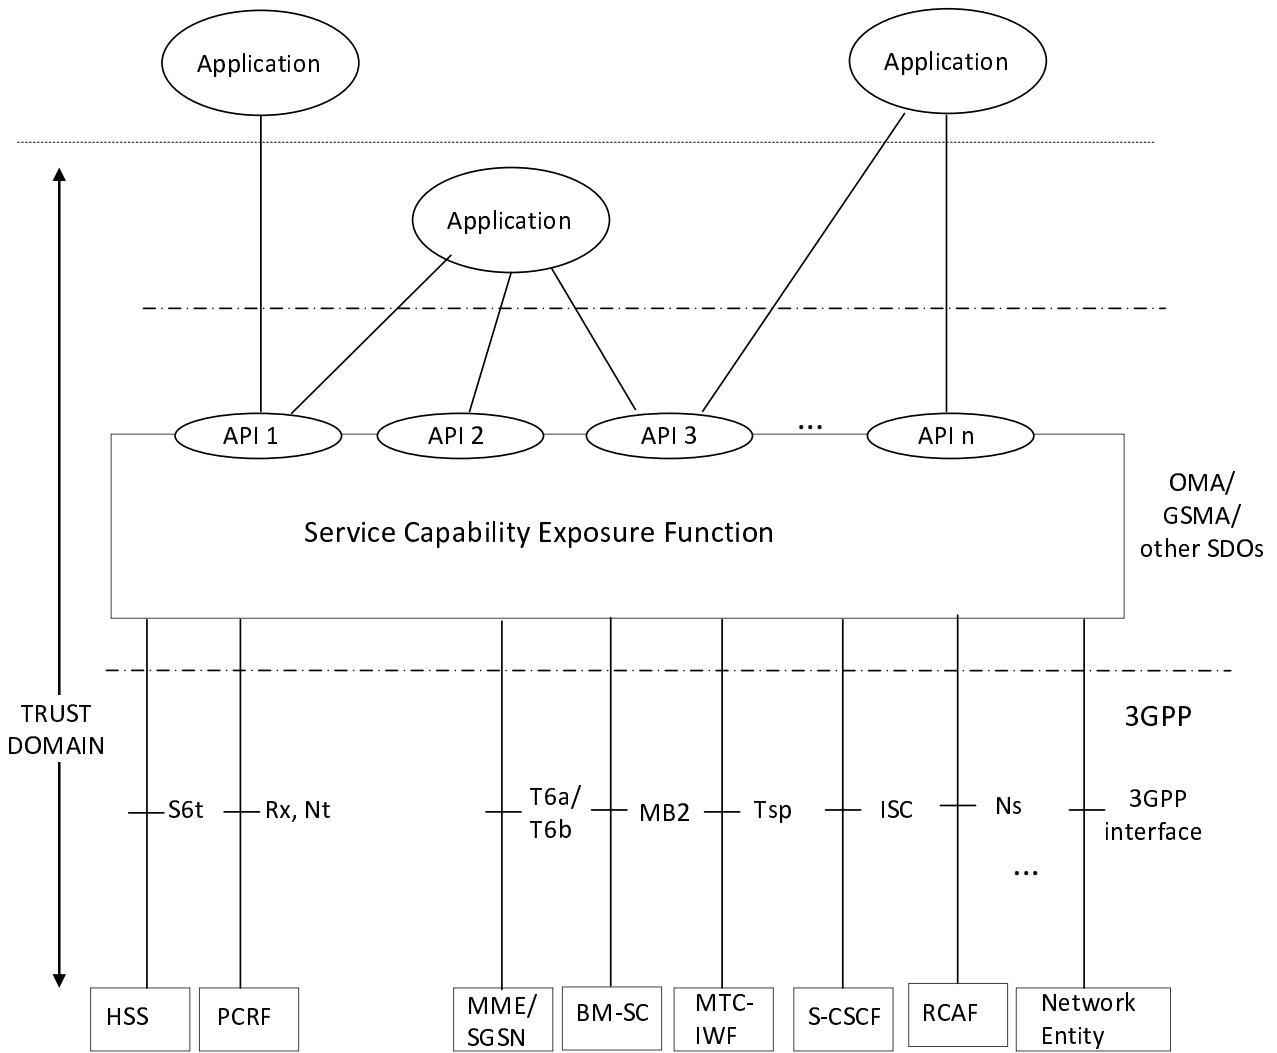 Application
Application
Application
API 1
API 2
API 3
...
API n
Service Capability Exposure Function
OMA/
GSMA/
other SDOs
TRUST
DOMAIN
3GPP
S6t
Rx, Nt
T6a/
T6b
MB2
Tsp
ISC
Ns
3GPP
interface
...
HSS
PCRF
MME/
SGSN
BM-SC
MTC-
IWF
S-CSCF
RCAF
Network
Entity